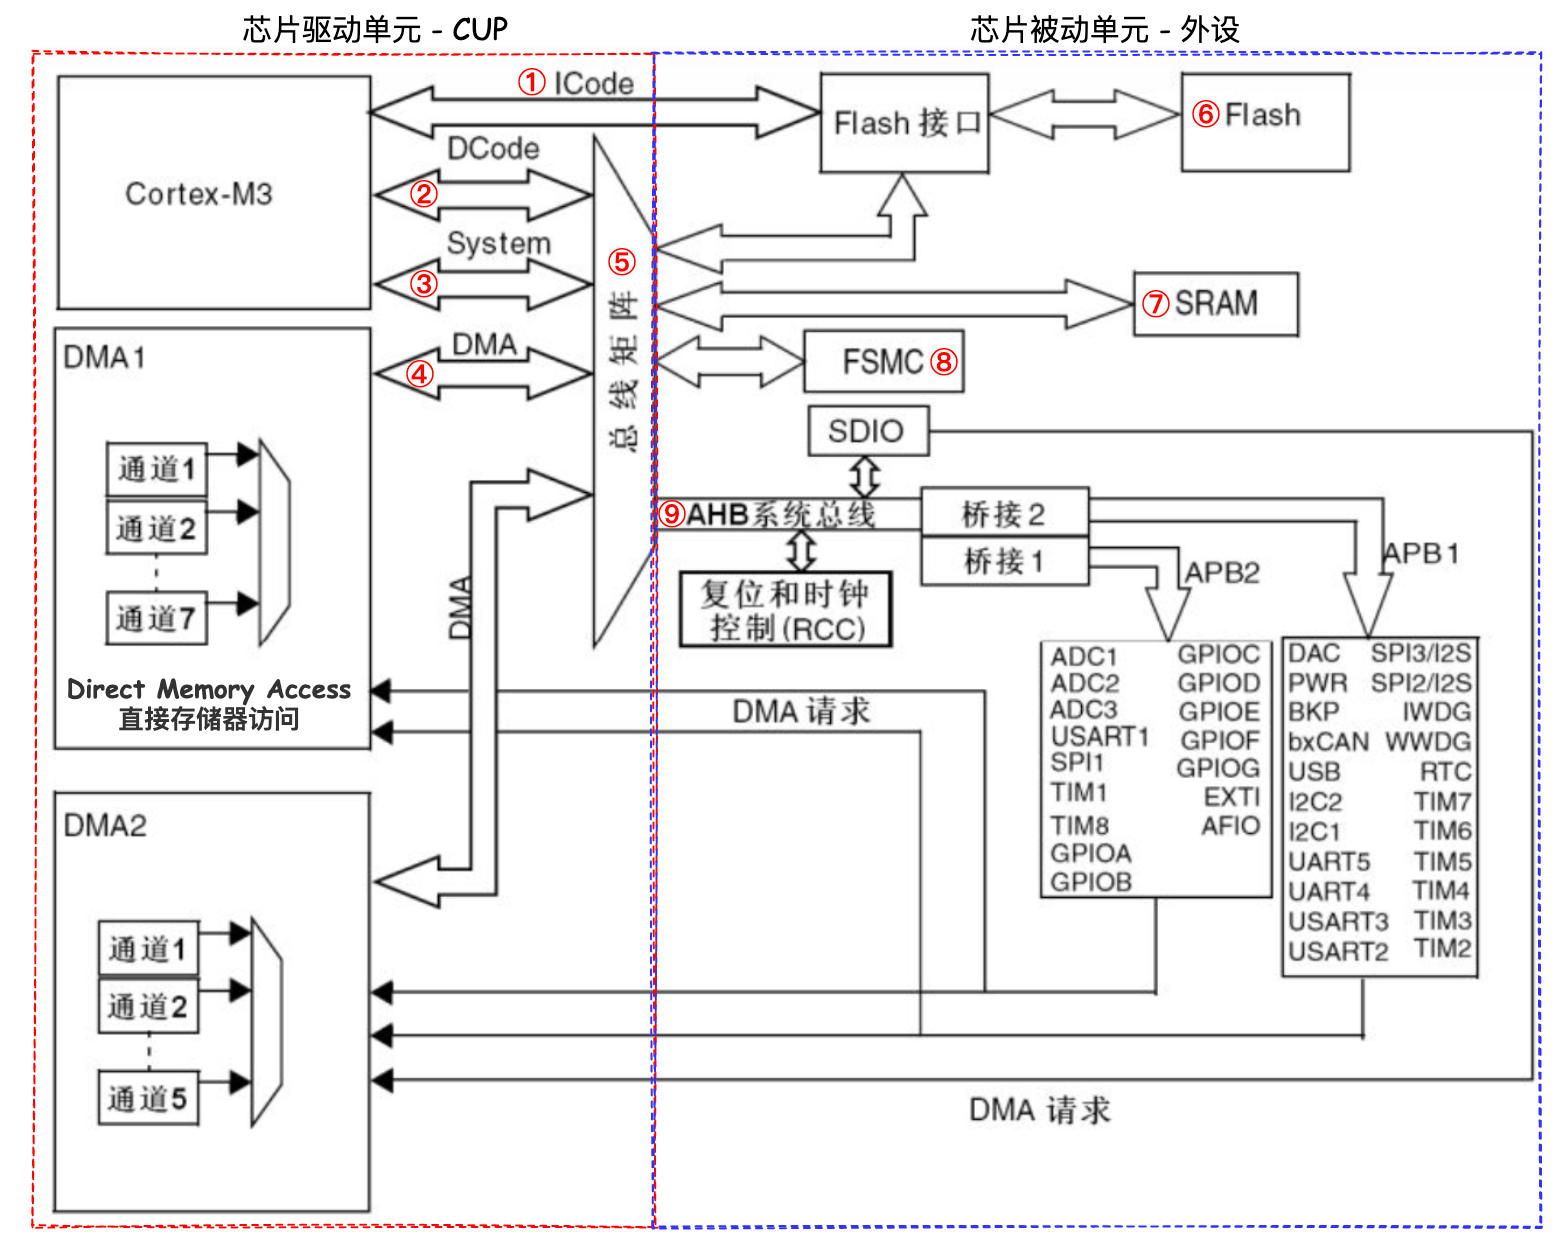 芯片驱动单元 - CUP
芯片被动单元 - 外设
① ICode
Flash 接口
⑥ Flash
DCode
Cortex-M3
②
System
③
⑤
总线矩阵
⑦ SRAM
DMA1
DMA
④
FSMC ⑧
SDIO
通道1
通道2
通道7
⑨AHB系统总线
桥接2
桥接1
APB2
APB1
复位和时钟
控制(RCC)
DMA
Direct Memory Access
直接存储器访问
DMA 请求
ADC1 GPIOC
ADC2 GPIOD
ADC3 GPIOE
USART1 GPIOF
SPI1 GPIOG
TIM1 EXTI
TIM8 AFIO
GPIOA
GPIOB
DAC SPI3/I2S
PWR SPI2/I2S
BKP IWDG
bxCAN WWDG
USB RTC
I2C2 TIM7
I2C1 TIM6
UART5 TIM5
UART4 TIM4
USART3 TIM3
USART2 TIM2
DMA2
通道1
通道2
通道5
DMA 请求